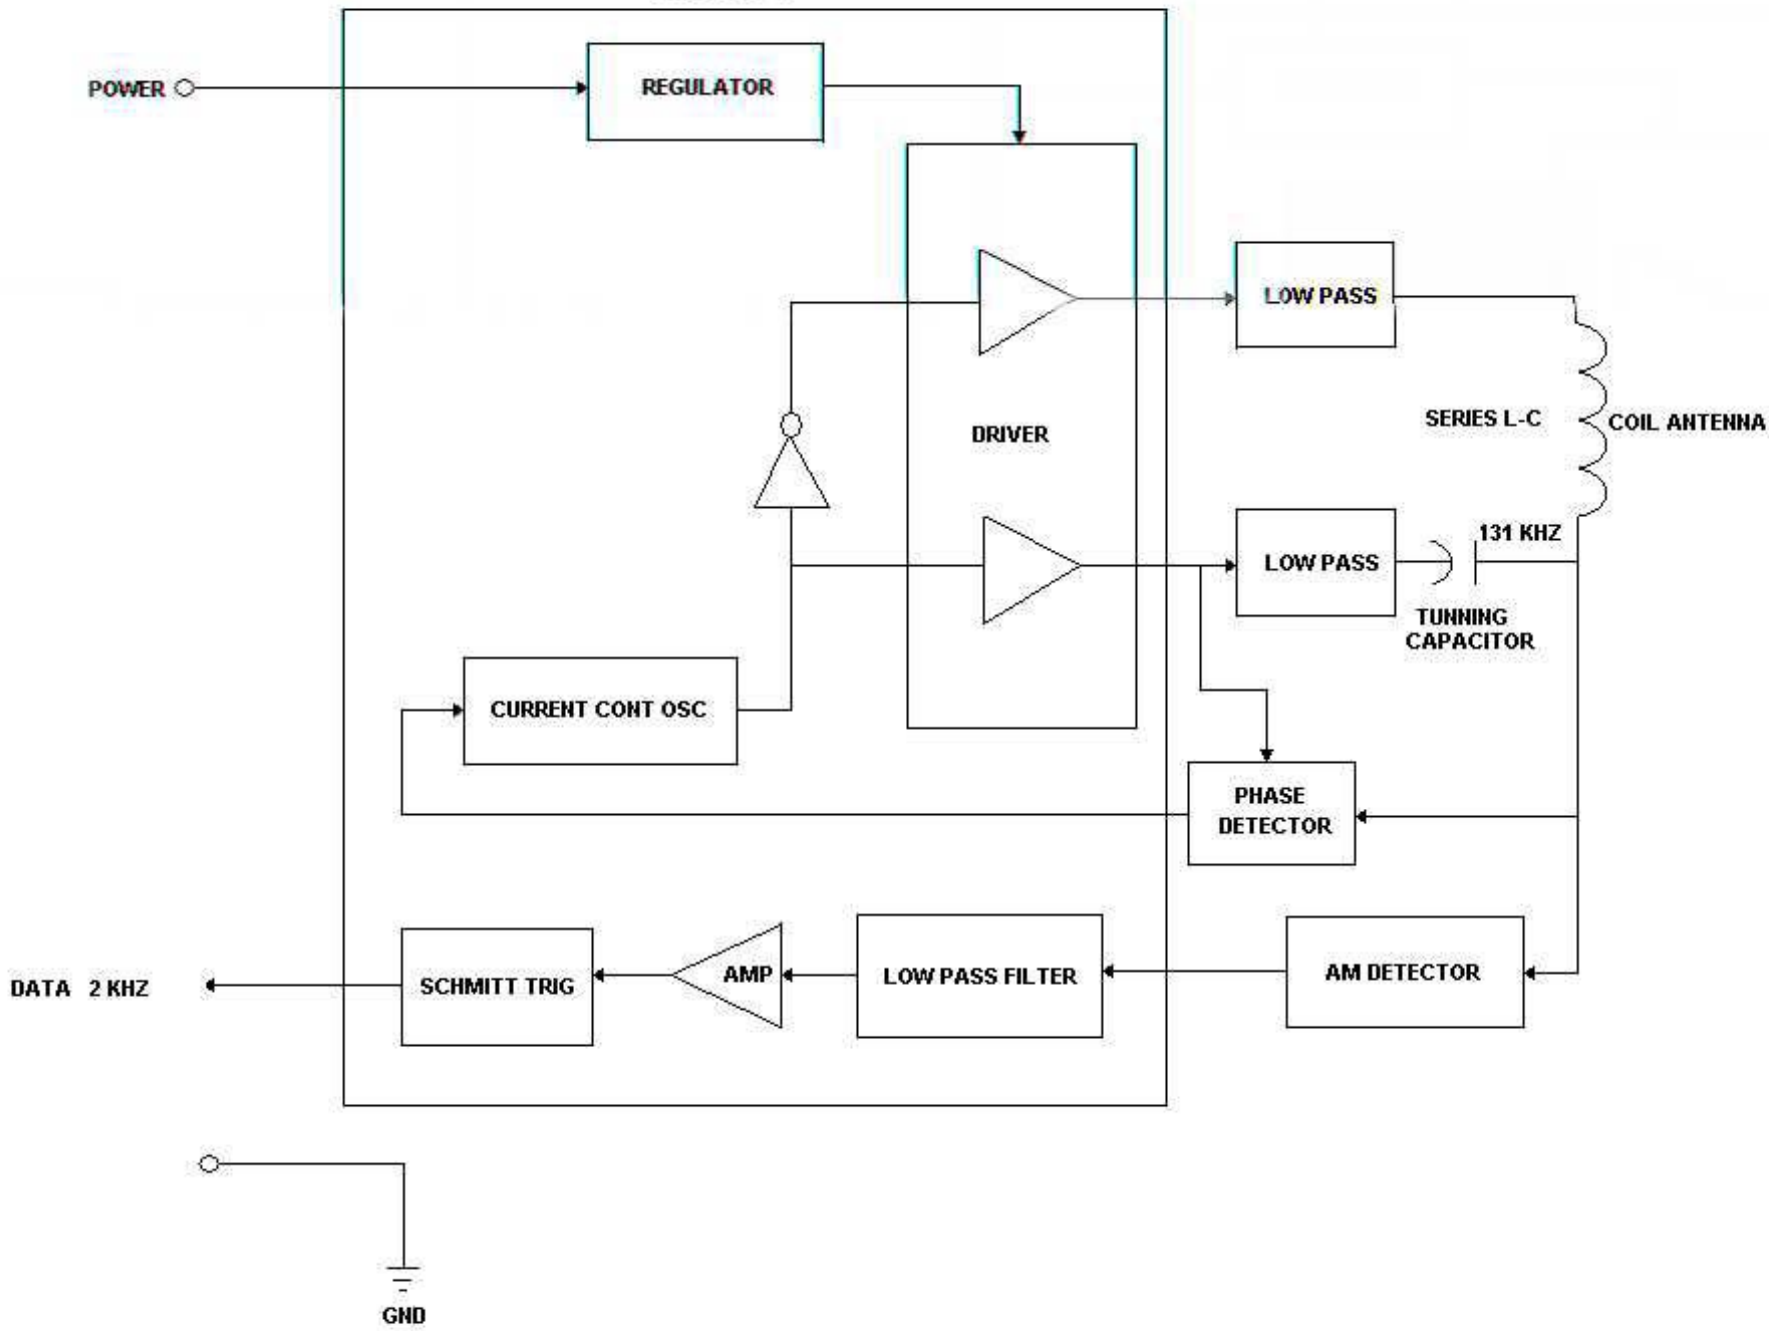 POWER
REGULATOR
LOW PASS
SERIES L-C
COIL ANTENNA
DRIVER
131 KHZ
LOW PASS
TUNNING
CAPACITOR
CURRENT CONT OSC
PHASE
DETECTOR
DATA 2 KHZ
SCHMITT TRIG
AMP
LOW PASS FILTER
AM DETECTOR
GND